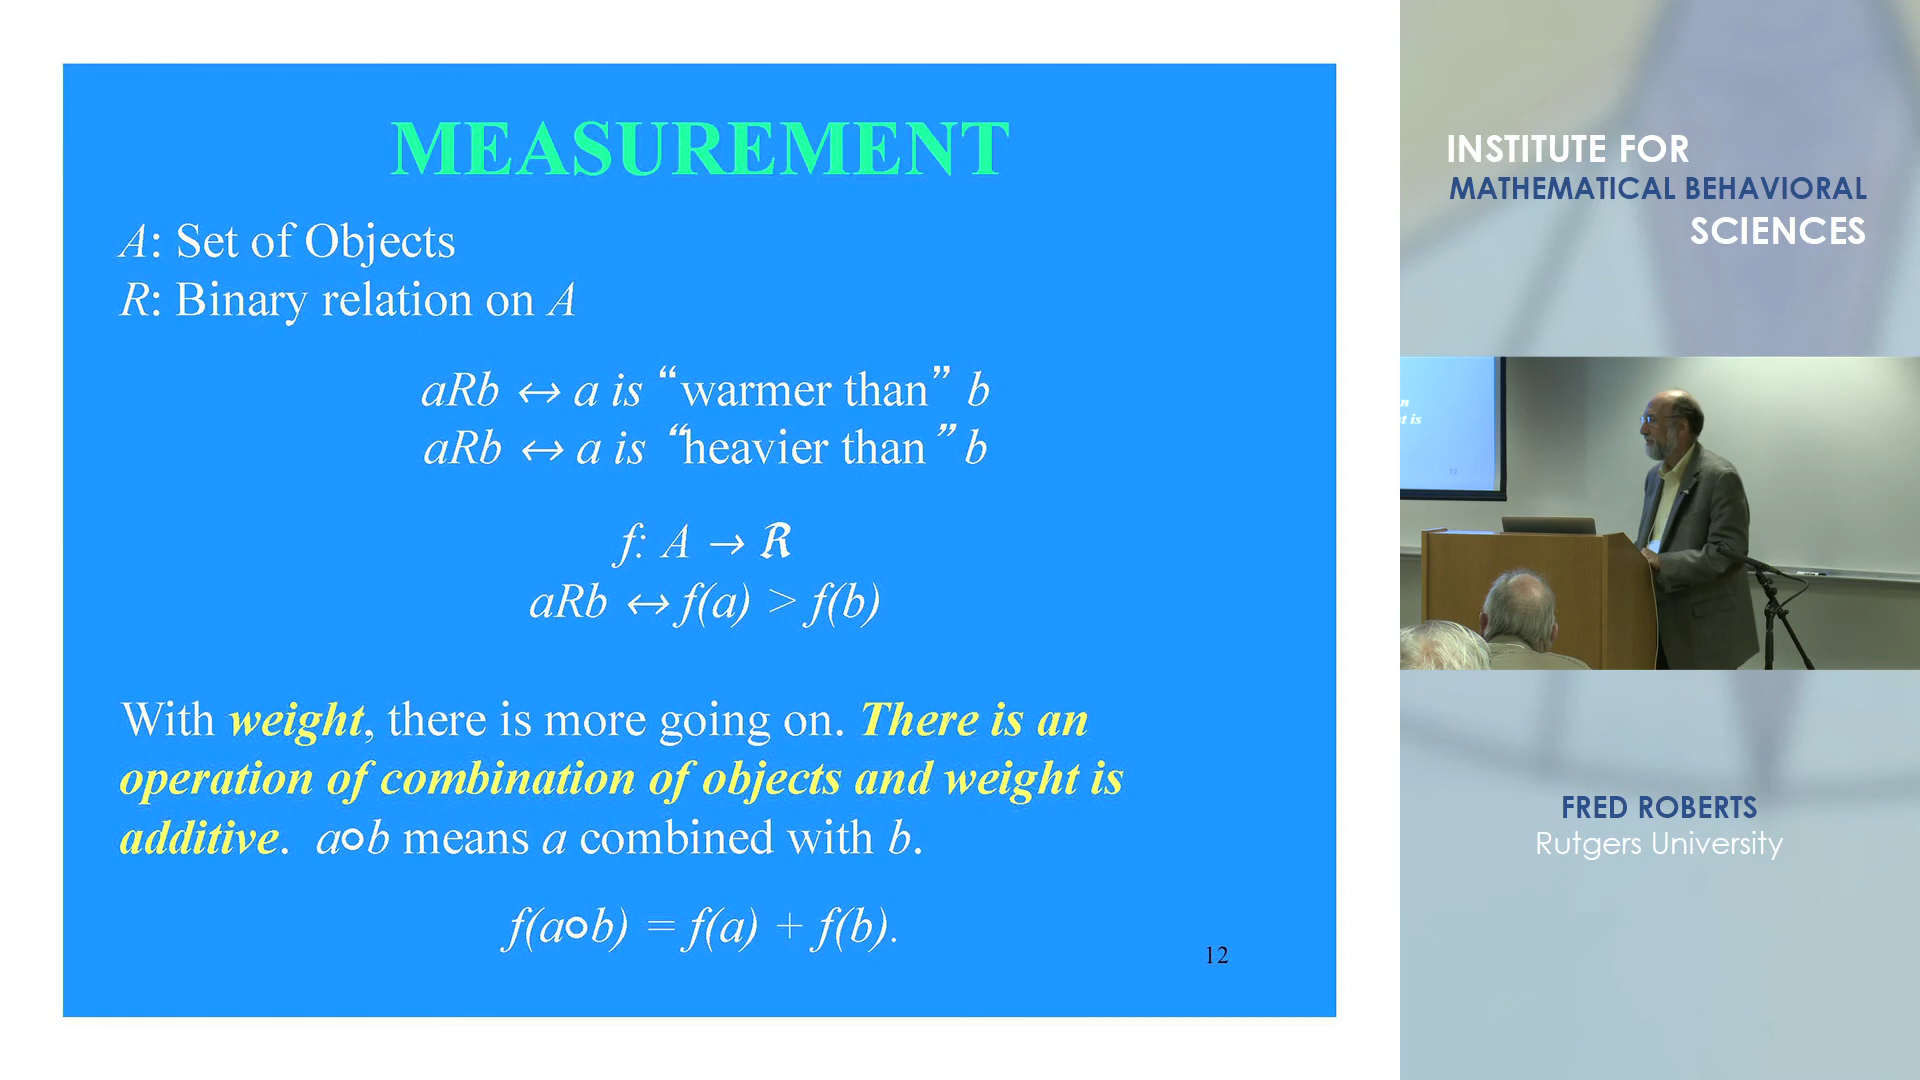 MEASUREMENT
A: Set of Objects
R: Binary relation on A
aRb ↔ a is “warmer than” b
aRb ↔ a is “heavier than” b
f: A → R
aRb ↔ f(a) > f(b)
With weight, there is more going on. There is an
operation of combination of objects and weight is
additive. a∘b means a combined with b.
f(a∘b) = f(a) + f(b).
12
INSTITUTE FOR
MATHEMATICAL BEHAVIORAL
SCIENCES
n
t is
12
FRED ROBERTS
Rutgers University